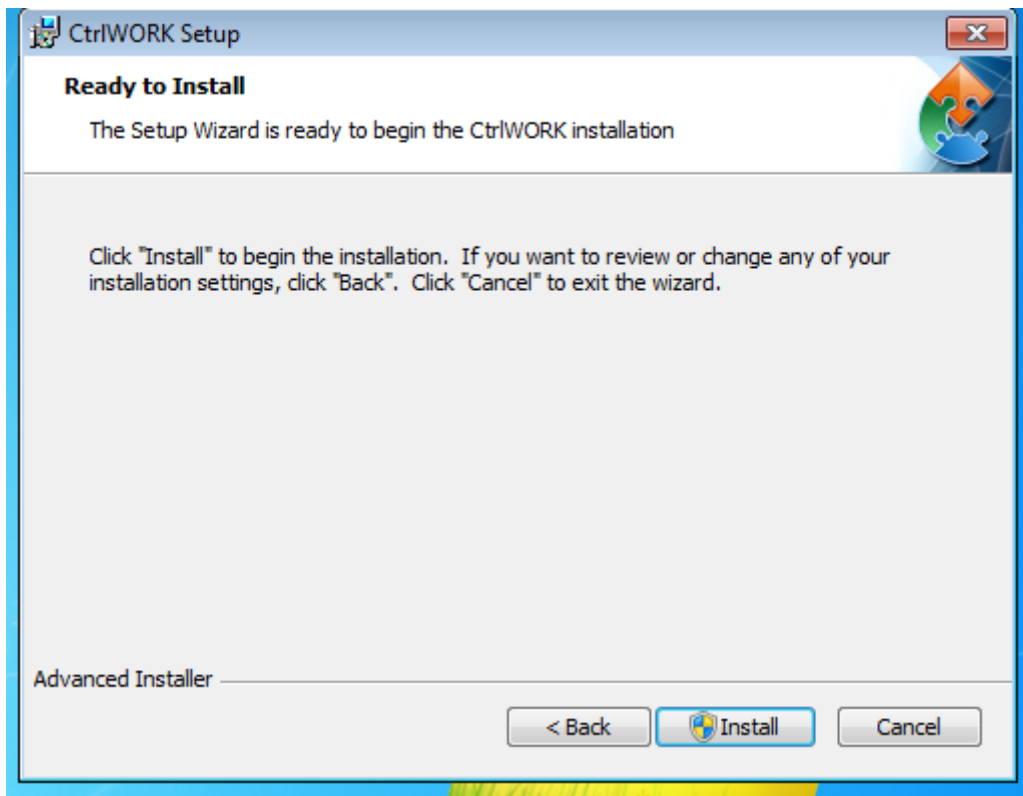 CtrlWORK Setup
Ready to Install
The Setup Wizard is ready to begin the CtrlWORK installation
Click "Install" to begin the installation.  If you want to review or change any of your
installation settings, click "Back".  Click "Cancel" to exit the wizard.
Advanced Installer
< Back
Install
Cancel